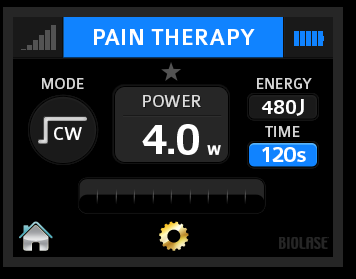 PAIN THERAPY
MODE
CW
POWER
4.0 W
ENERGY
480J
TIME
120s
BIOLASE